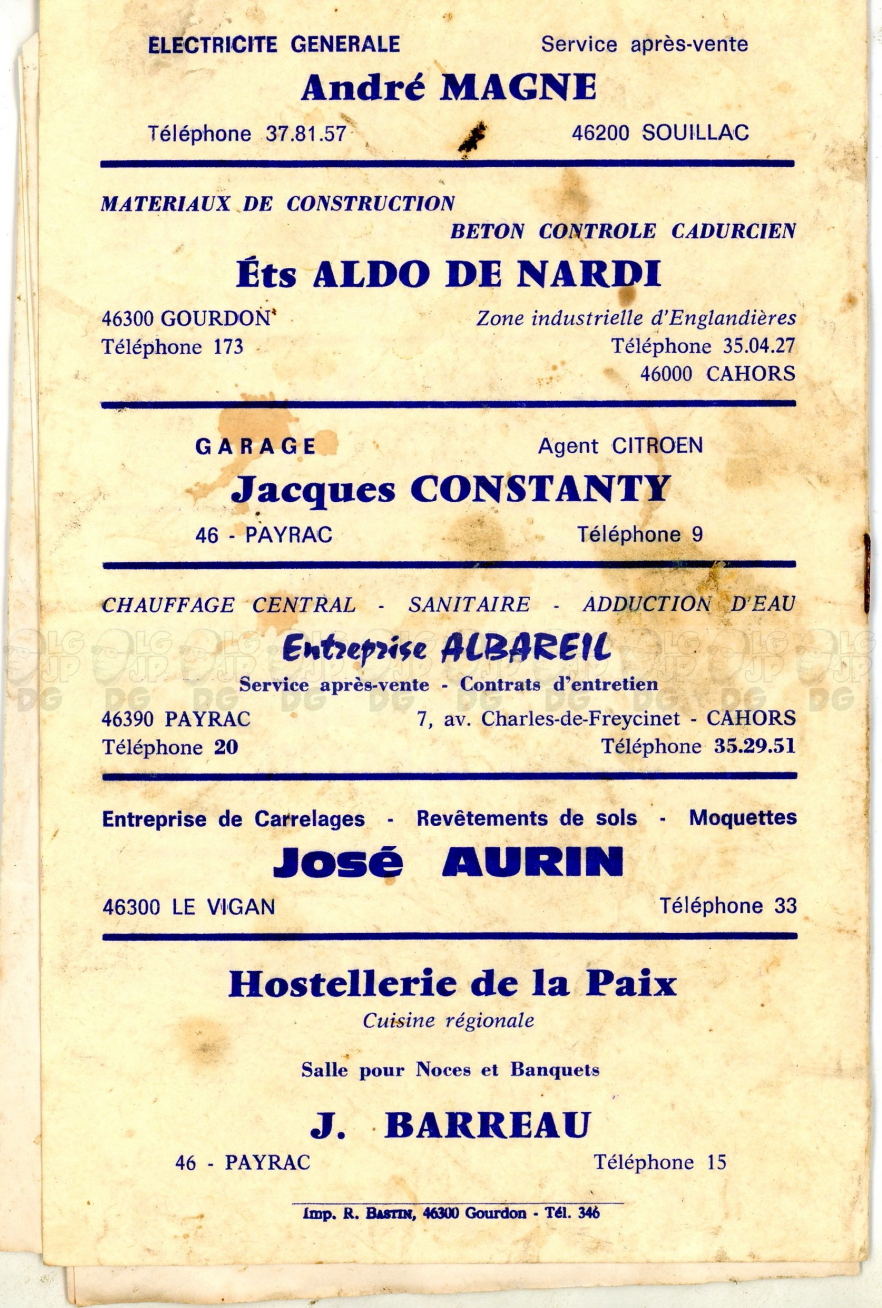 ELECTRICITE GENERALE Service après-vente
André MAGNE
Téléphone 37.81.57 46200 SOUILLAC
MATERIAUX DE CONSTRUCTION
BETON CONTROLE CADURCIEN
Éts ALDO DE NARDI
46300 GOURDON Zone industrielle d'Englandières
Téléphone 173 Téléphone 35.04.27
46000 CAHORS
GARAGE Agent CITROEN
Jacques CONSTANTY
46 - PAYRAC Téléphone 9
CHAUFFAGE CENTRAL - SANITAIRE - ADDUCTION D'EAU
Entreprise ALBAREIL
Service après-vente - Contrats d'entretien
46390 PAYRAC 7, av. Charles-de-Freycinet - CAHORS
Téléphone 20 Téléphone 35.29.51
Entreprise de Carrelages - Revêtements de sols - Moquettes
José AURIN
46300 LE VIGAN Téléphone 33
Hostellerie de la Paix
Cuisine régionale
Salle pour Noces et Banquets
J. BARREAU
46 - PAYRAC Téléphone 15
Imp. R. BASTIN, 46300 Gourdon - Tél. 346